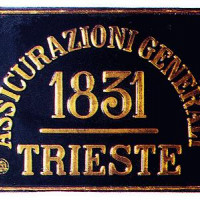 ASSICURAZIONI GENERALI
1831
TRIESTE